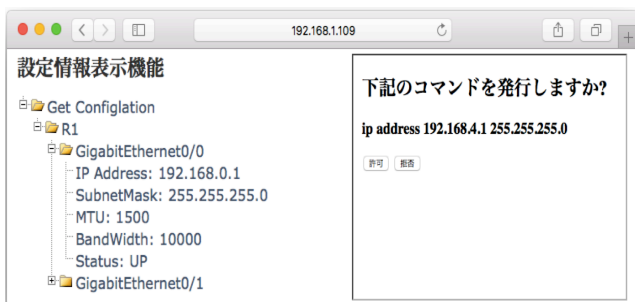 192.168.1.109
設定情報表示機能
Get Configlation
R1
GigabitEthernet0/0
IP Address: 192.168.0.1
SubnetMask: 255.255.255.0
MTU: 1500
BandWidth: 10000
Status: UP
GigabitEthernet0/1
下記のコマンドを発行しますか?
ip address 192.168.4.1 255.255.255.0
許可 拒否